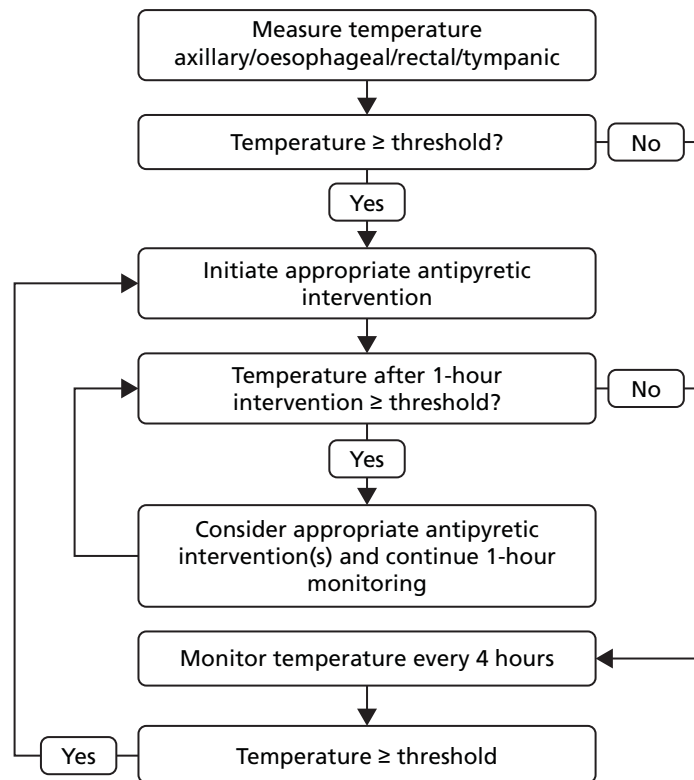 Measure temperature
axillary/oesophageal/rectal/tympanic
Temperature ≥ threshold?
No
Yes
Initiate appropriate antipyretic
intervention
Temperature after 1-hour
intervention ≥ threshold?
No
Yes
Consider appropriate antipyretic
intervention(s) and continue 1-hour
monitoring
Monitor temperature every 4 hours
Yes
Temperature ≥ threshold